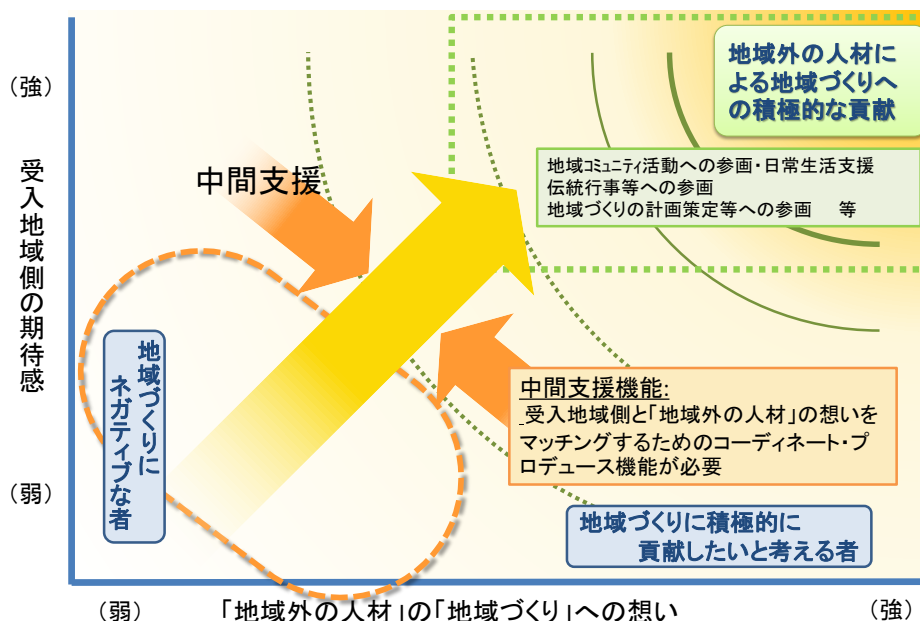 地域外の人材に
よる地域づくりへ
の積極的な貢献
（強）
地域コミュニティ活動への参画・日常生活支援
伝統行事等への参画
地域づくりの計画策定等への参画　等
中間支援
受入地域側の期待感
地域づくりに
ネガティブな者
中間支援機能:
受入地域側と「地域外の人材」の想いを
マッチングするためのコーディネート・プ
ロデュース機能が必要
（弱）
地域づくりに積極的に
貢献したいと考える者
（弱）
「地域外の人材」の「地域づくり」への想い
（強）